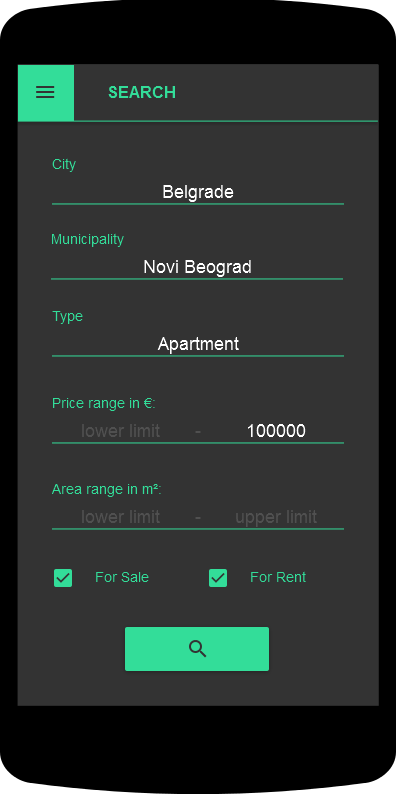 SEARCH
City
Belgrade
Municipality
Novi Beograd
Type
Apartment
Price range in €:
lower limit - 100000
Area range in m²:
lower limit - upper limit
For Sale For Rent